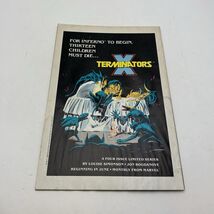 FOR INFERNO™ TO BEGIN,
THIRTEEN
CHILDREN
MUST DIE...
X
TERMINATORS
A FOUR ISSUE LIMITED SERIES
BY LOUISE SIMONSON • JON BOGDANOVE
BEGINNING IN JUNE • MONTHLY FROM MARVEL